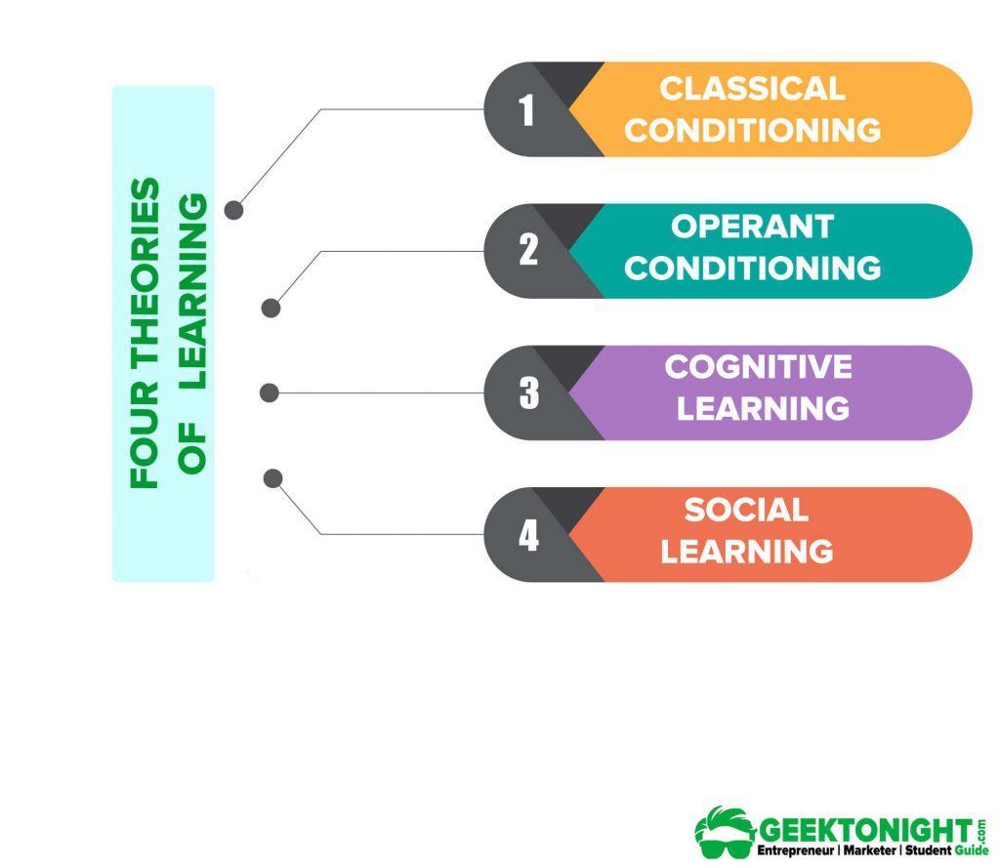 FOUR THEORIES
OF LEARNING
1
CLASSICAL
CONDITIONING
2
OPERANT
CONDITIONING
3
COGNITIVE
LEARNING
4
SOCIAL
LEARNING
GEEKTONIGHT.com
Entrepreneur | Marketer | Student Guide